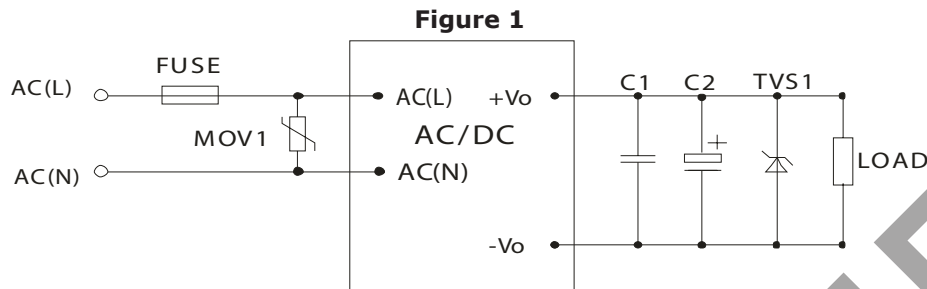 Figure 1
FUSE
AC(L)
MOV1
AC(N)
AC(L)
+Vo
AC/DC
AC(N)
-Vo
C1
C2
TVS1
+
LOAD